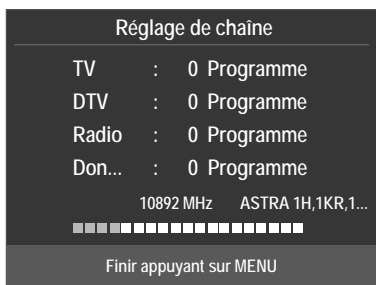 Réglage de chaîne
TV : 0 Programme
DTV : 0 Programme
Radio : 0 Programme
Don... : 0 Programme
10892 MHz ASTRA 1H,1KR,1...
Finir appuyant sur MENU